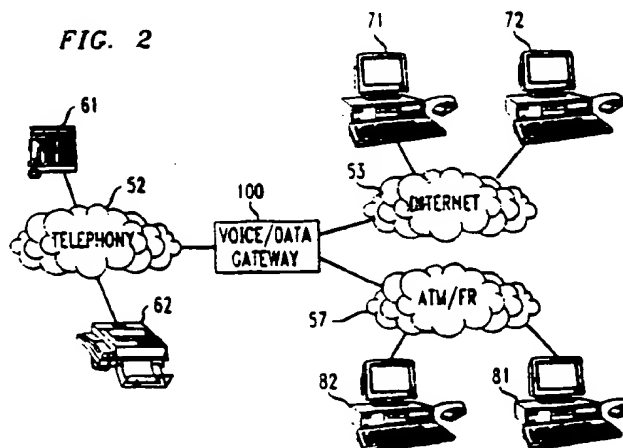 FIG. 2
71
72
61
52
53
100
INTERNET
TELEPHONY
VOICE/DATA
GATEWAY
62
ATM/FR
57
82
81